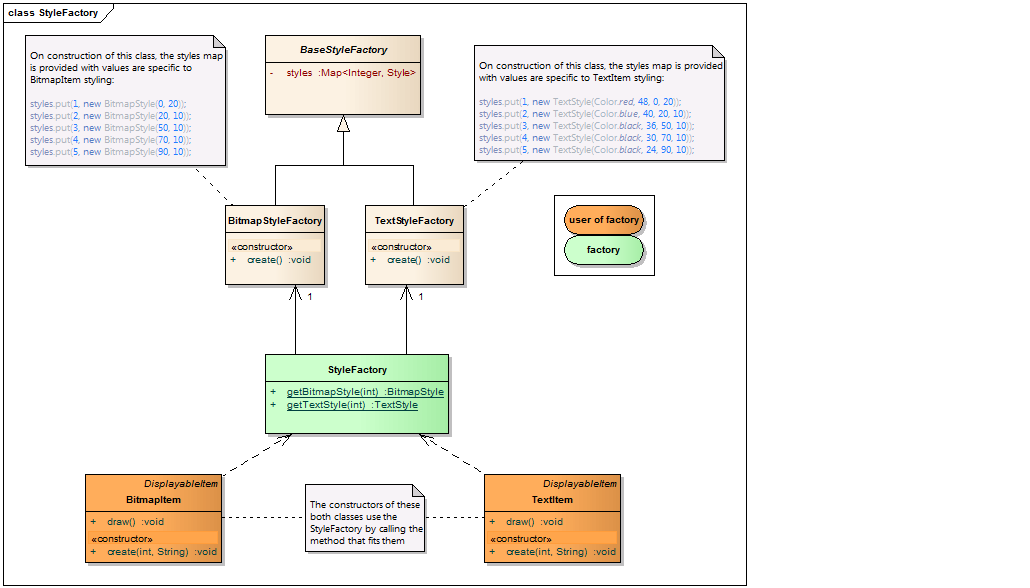 class StyleFactory
On construction of this class, the styles map
is provided with values are specific to
BitmapItem styling:
styles.put(1, new BitmapStyle(0, 20));
styles.put(2, new BitmapStyle(20, 10));
styles.put(3, new BitmapStyle(50, 10));
styles.put(4, new BitmapStyle(70, 10));
styles.put(5, new BitmapStyle(90, 10));
BaseStyleFactory
- styles :Map<Integer, Style>
On construction of this class, the styles map is provided
with values are specific to TextItem styling:
styles.put(1, new TextStyle(Color.red, 48, 0, 20));
styles.put(2, new TextStyle(Color.blue, 40, 20, 10));
styles.put(3, new TextStyle(Color.black, 36, 50, 10));
styles.put(4, new TextStyle(Color.black, 30, 70, 10));
styles.put(5, new TextStyle(Color.black, 24, 90, 10));
BitmapStyleFactory
«constructor»
+ create() :void
TextStyleFactory
«constructor»
+ create() :void
user of factory
factory
1
1
StyleFactory
+ getBitmapStyle(int) :BitmapStyle
+ getTextStyle(int) :TextStyle
DisplayableItem
BitmapItem
+ draw() :void
«constructor»
+ create(int, String) :void
The constructors of these
both classes use the
StyleFactory by calling the
method that fits them
DisplayableItem
TextItem
+ draw() :void
«constructor»
+ create(int, String) :void